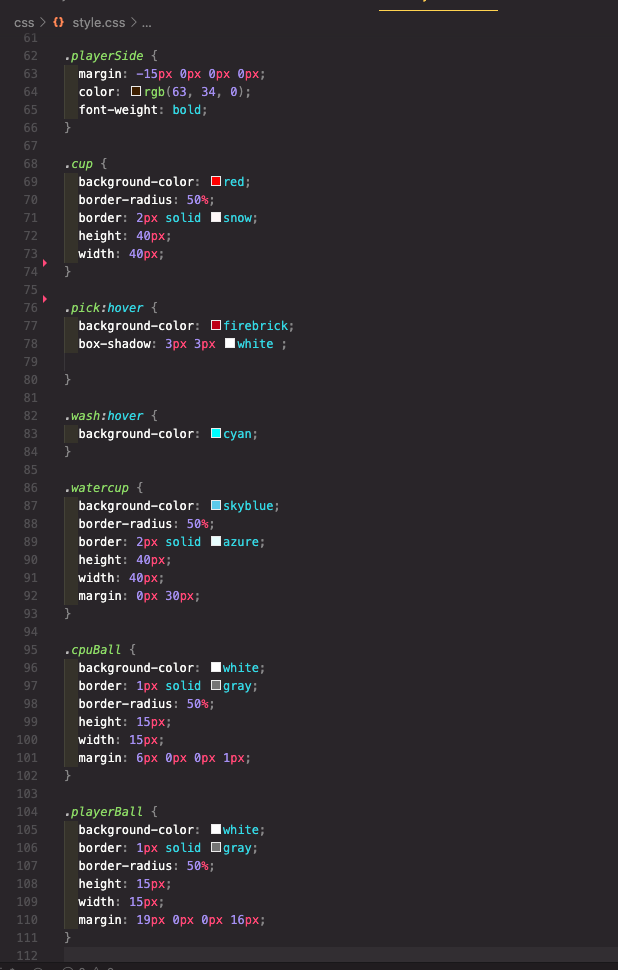 css > {} style.css > ...
61
62 .playerSide {
63 margin: -15px 0px 0px 0px;
64 color: rgb(63, 34, 0);
65 font-weight: bold;
66 }
67
68 .cup {
69 background-color: red;
70 border-radius: 50%;
71 border: 2px solid snow;
72 height: 40px;
73 width: 40px;
74 }
75
76 .pick:hover {
77 background-color: firebrick;
78 box-shadow: 3px 3px white ;
79
80 }
81
82 .wash:hover {
83 background-color: cyan;
84 }
85
86 .watercup {
87 background-color: skyblue;
88 border-radius: 50%;
89 border: 2px solid azure;
90 height: 40px;
91 width: 40px;
92 margin: 0px 30px;
93 }
94
95 .cpuBall {
96 background-color: white;
97 border: 1px solid gray;
98 border-radius: 50%;
99 height: 15px;
100 width: 15px;
101 margin: 6px 0px 0px 1px;
102 }
103
104 .playerBall {
105 background-color: white;
106 border: 1px solid gray;
107 border-radius: 50%;
108 height: 15px;
109 width: 15px;
110 margin: 19px 0px 0px 16px;
111 }
112